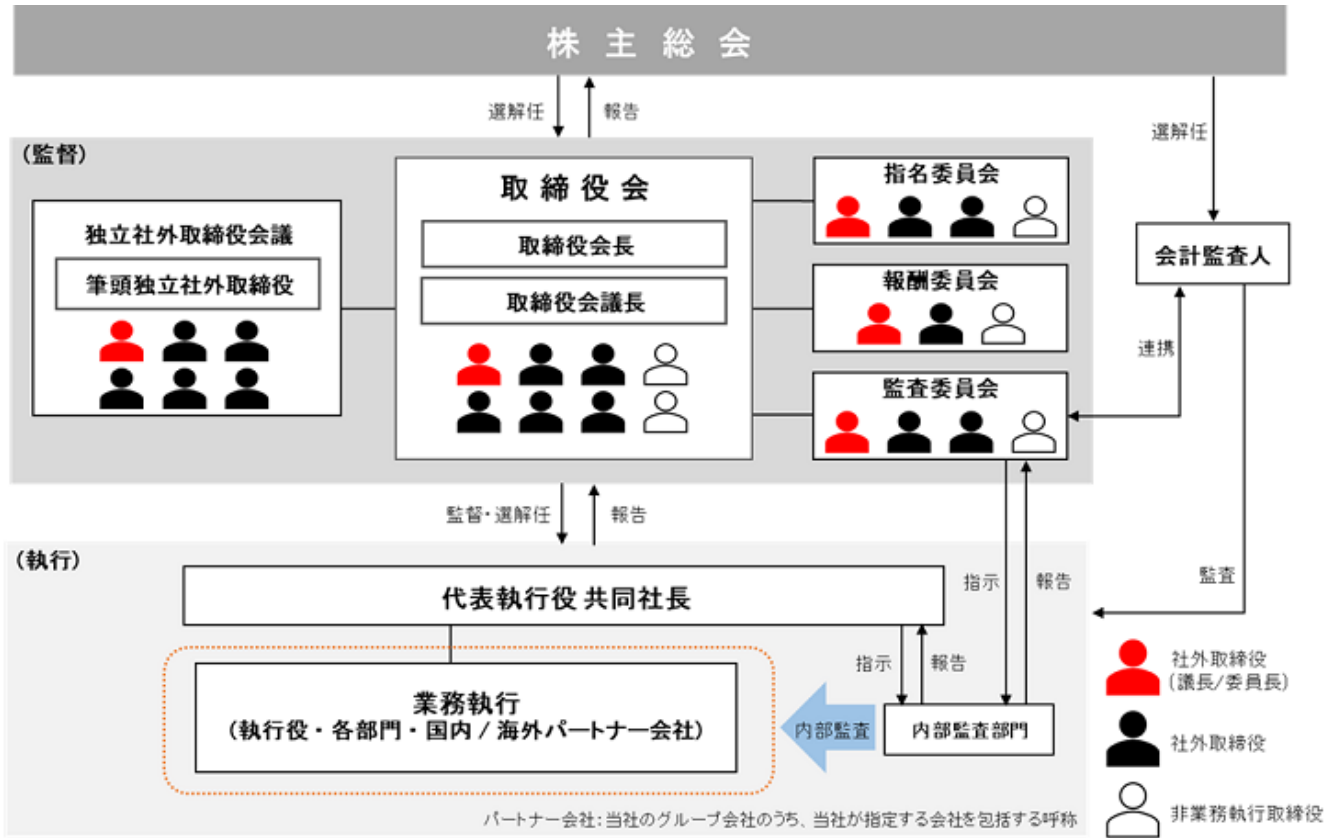 株主総会
選解任
報告
選解任
(監督)
独立社外取締役会議
筆頭独立社外取締役
取締役会
取締役会長
取締役会議長
指名委員会
報酬委員会
監査委員会
会計監査人
連携
監督・選解任
報告
(執行)
代表執行役 共同社長
指示
報告
監査
指示
報告
業務執行
(執行役・各部門・国内 / 海外パートナー会社)
内部監査
内部監査部門
社外取締役
(議長/委員長)
社外取締役
非業務執行取締役
パートナー会社：当社のグループ会社のうち、当社が指定する会社を包括する呼称